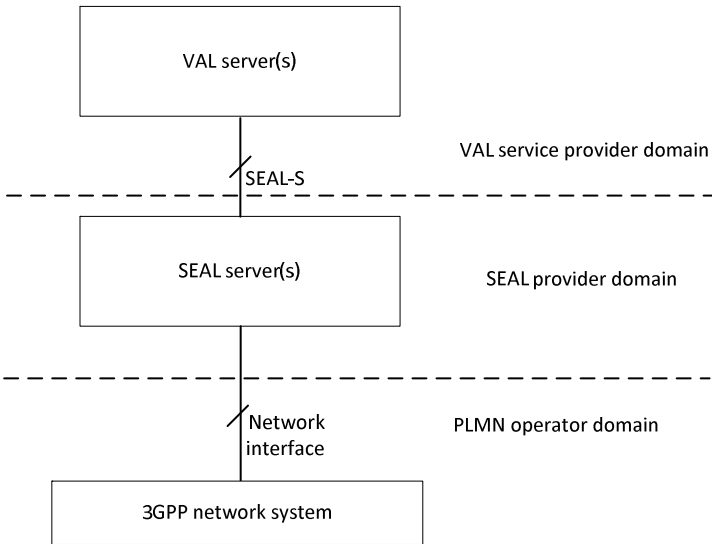 VAL server(s)
VAL service provider domain
SEAL-S
SEAL server(s)
SEAL provider domain
Network
interface
PLMN operator domain
3GPP network system